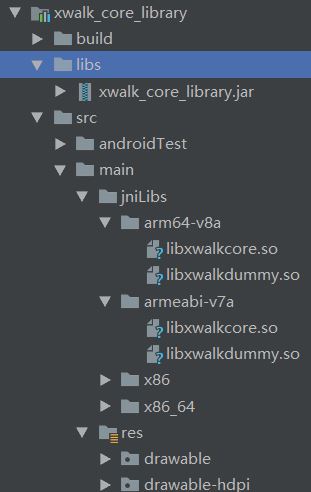 xwalk_core_library
build
libs
xwalk_core_library.jar
src
androidTest
main
jniLibs
arm64-v8a
libxwalkcore.so
libxwalkdummy.so
armeabi-v7a
libxwalkcore.so
libxwalkdummy.so
x86
x86_64
res
drawable
drawable-hdpi